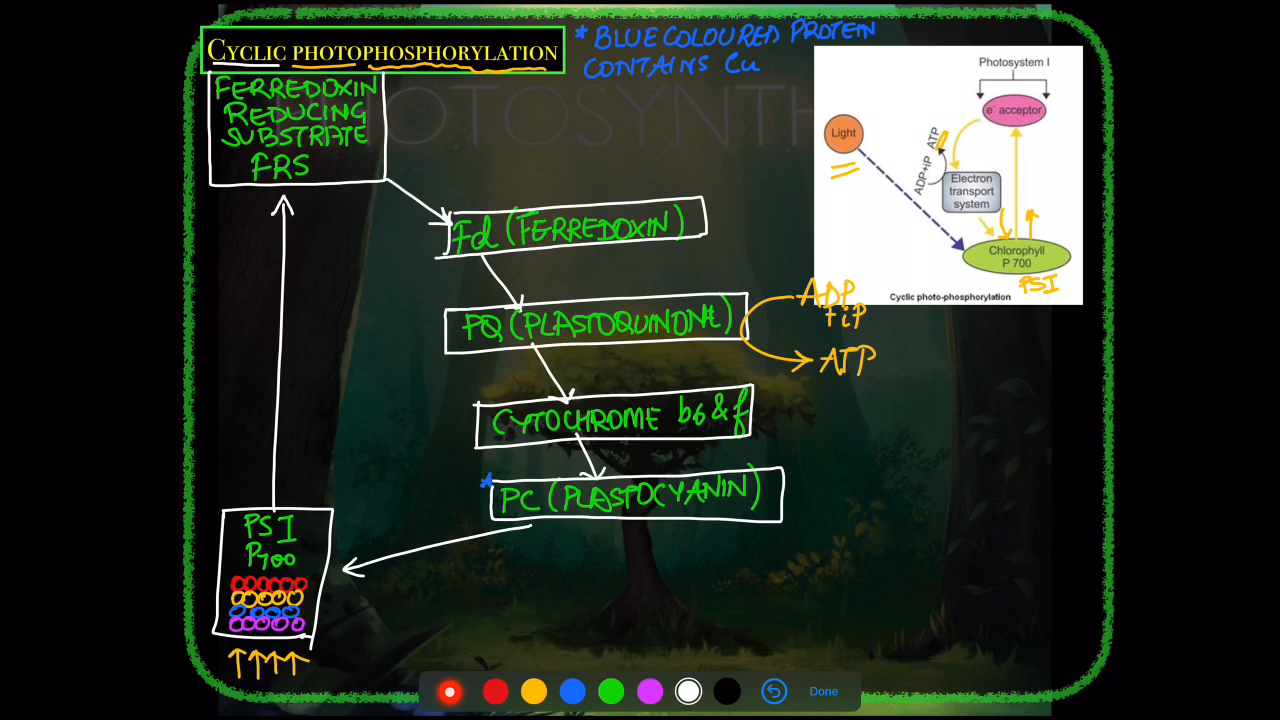 CYCLIC PHOTOPHOSPHORYLATION
* BLUE COLOURED PROTEIN
CONTAINS Cu
PHOTOSYNTH
FERREDOXIN
REDUCING
SUBSTRATE
FRS
Fd (FERREDOXIN)
PQ (PLASTOQUINONE)
ADP
+iP
ATP
CYTOCHROME b6 & f
* PC (PLASTOCYANIN)
PSI
P700
Photosystem I
e⁻ acceptor
Light
ATP
ADP+iP
Electron
transport
system
Chlorophyll
P 700
PSI
Cyclic photo-phosphorylation
Done